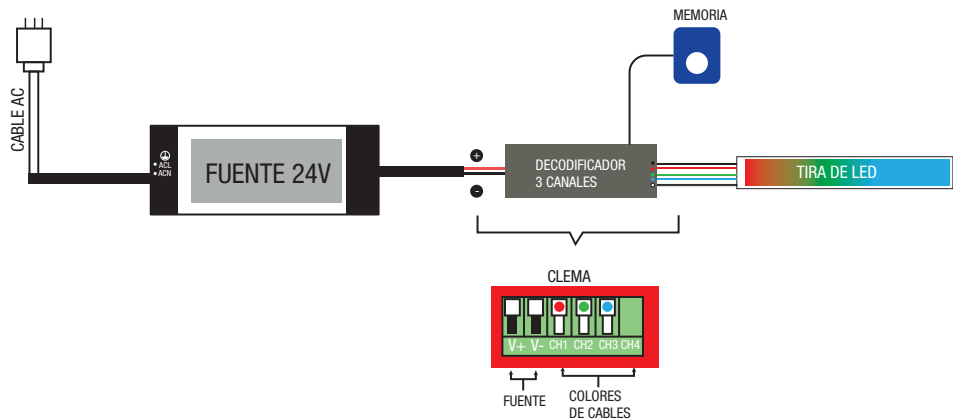 MEMORIA
CABLE AC
ACL
ACN
FUENTE 24V
+
-
DECODIFICADOR
3 CANALES
TIRA DE LED
CLEMA
V+ V- CH1 CH2 CH3 CH4
FUENTE
COLORES
DE CABLES